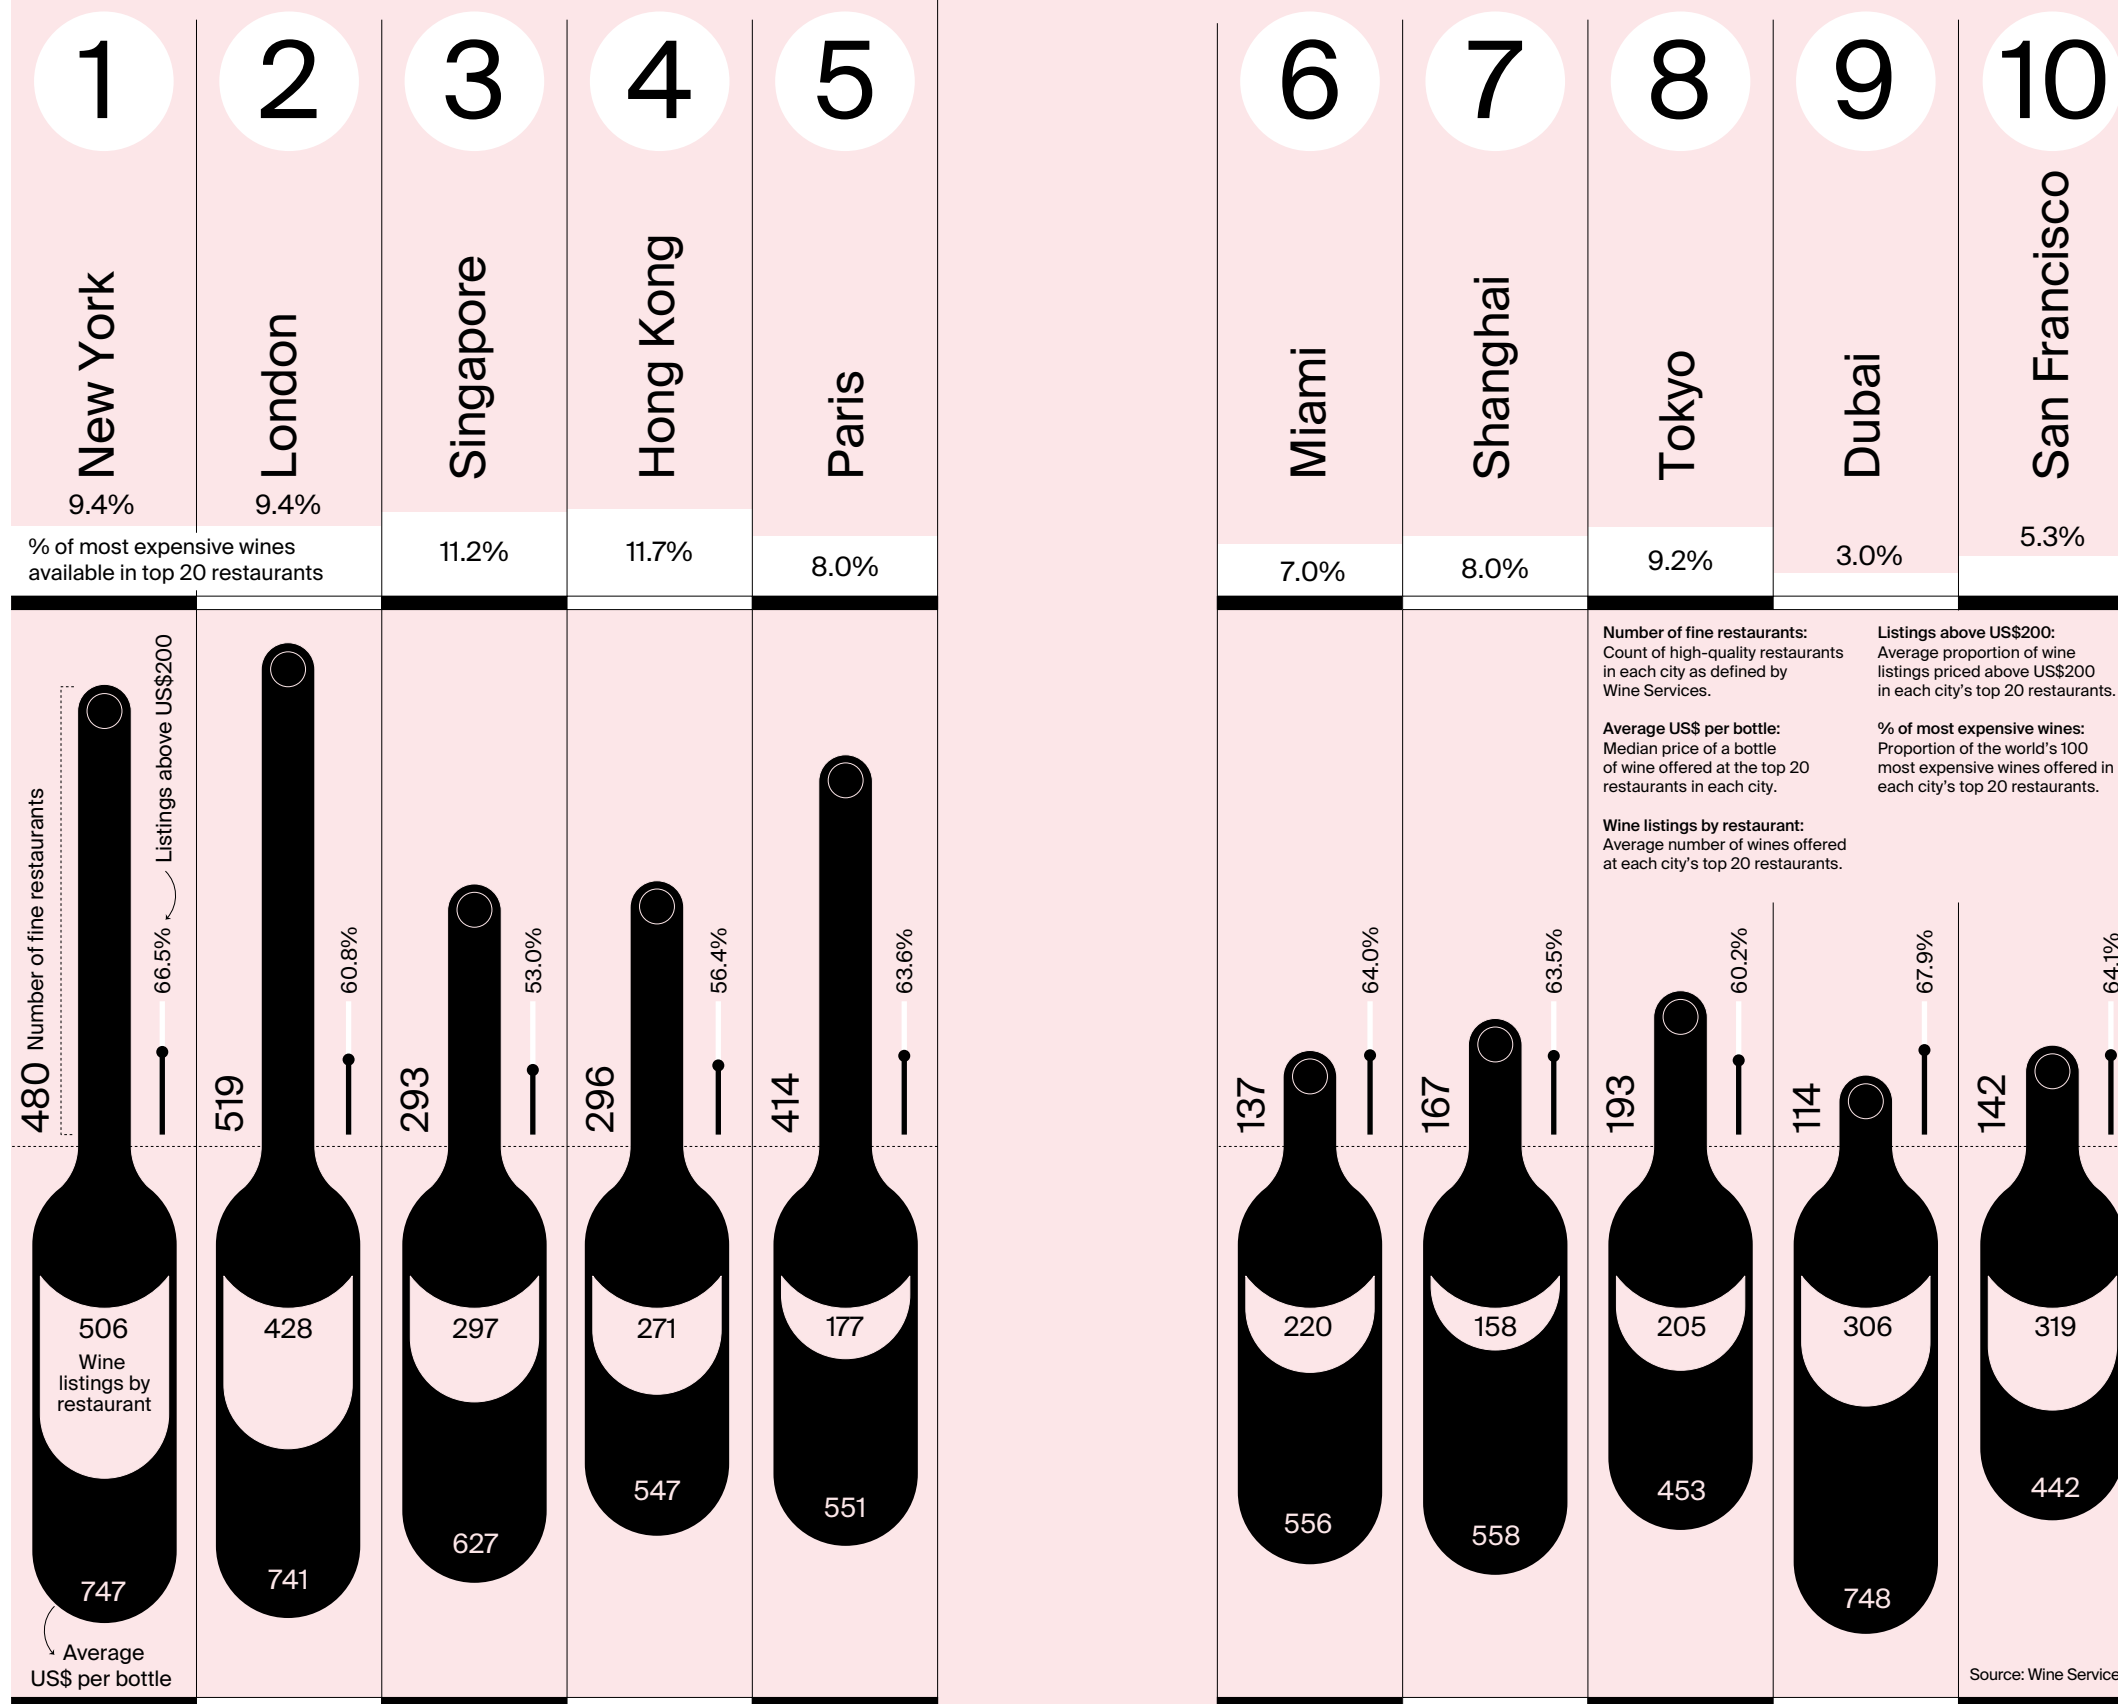 1
2
3
4
5
6
7
8
9
10
New York
London
Singapore
Hong Kong
Paris
Miami
Shanghai
Tokyo
Dubai
San Francisco
9.4%
9.4%
11.2%
11.7%
8.0%
7.0%
8.0%
9.2%
3.0%
5.3%
% of most expensive wines
available in top 20 restaurants
Number of fine restaurants:
Count of high-quality restaurants
in each city as defined by
Wine Services.
Average US$ per bottle:
Median price of a bottle
of wine offered at the top 20
restaurants in each city.
Wine listings by restaurant:
Average number of wines offered
at each city's top 20 restaurants.
Listings above US$200:
Average proportion of wine
listings priced above US$200
in each city's top 20 restaurants.
% of most expensive wines:
Proportion of the world's 100
most expensive wines offered in
each city's top 20 restaurants.
480 Number of fine restaurants
Listings above US$200
66.5%
519
60.8%
293
53.0%
296
56.4%
414
63.6%
137
64.0%
167
63.5%
193
60.2%
114
67.9%
142
64.1%
506
Wine
listings by
restaurant
428
297
271
177
220
158
205
306
319
747
741
627
547
551
556
558
453
748
442
Average
US$ per bottle
Source: Wine Service